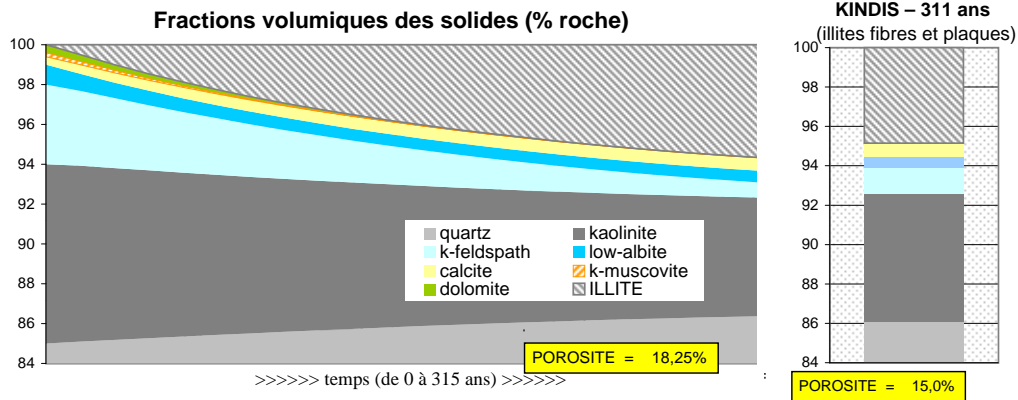 Fractions volumiques des solides (% roche)
100
98
96
94
92
90
88
86
84
quartz
kaolinite
k-feldspath
low-albite
calcite
k-muscovite
dolomite
ILLITE
POROSITE = 18,25%
>>>>>> temps (de 0 à 315 ans) >>>>>>
KINDIS – 311 ans
(illites fibres et plaques)
100
98
96
94
92
90
88
86
84
:
POROSITE = 15,0%